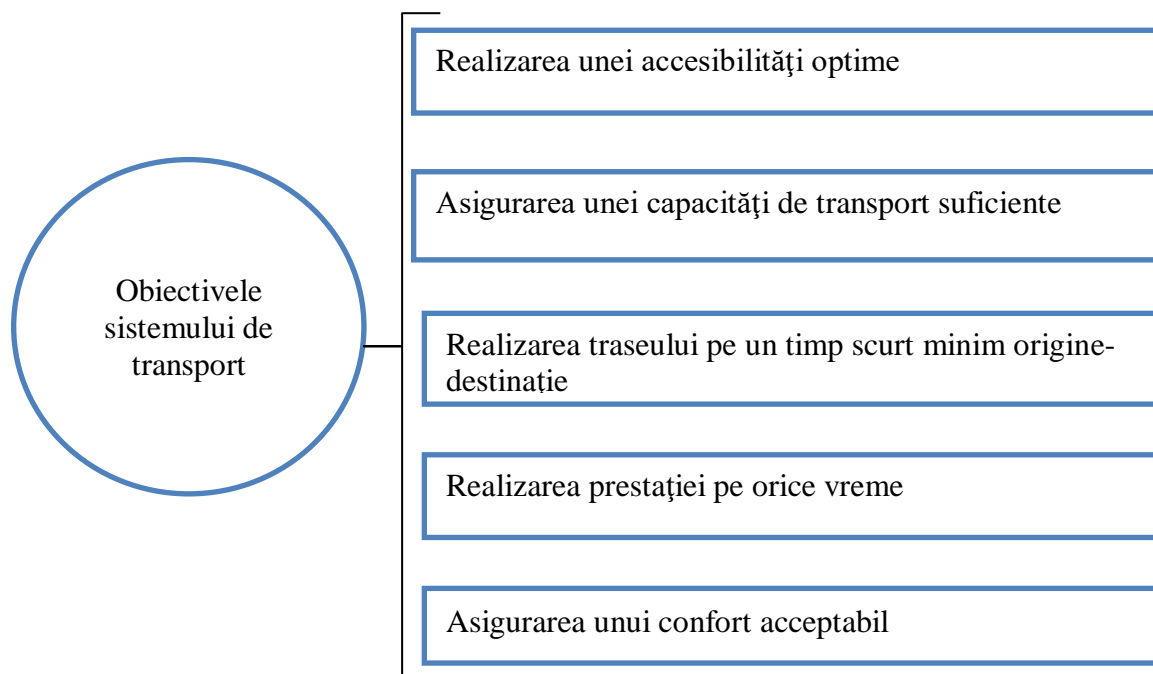 Realizarea unei accesibilităţi optime
Asigurarea unei capacităţi de transport suficiente
Obiectivele
sistemului de
transport
Realizarea traseului pe un timp scurt minim origine-
destinaţie
Realizarea prestaţiei pe orice vreme
Asigurarea unui confort acceptabil